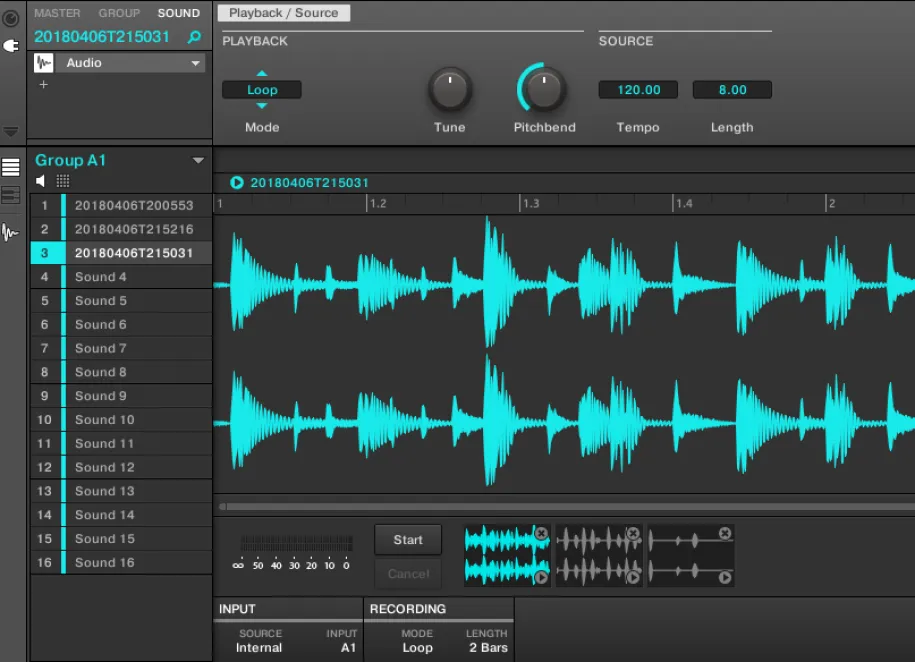 MASTER GROUP SOUND
20180406T215031
Audio
+
Playback / Source
PLAYBACK
SOURCE
Loop
120.00
8.00
Mode
Tune
Pitchbend
Tempo
Length
Group A1
20180406T215031
1 1.2 1.3 1.4 2
1 20180406T200553
2 20180406T215216
3 20180406T215031
4 Sound 4
5 Sound 5
6 Sound 6
7 Sound 7
8 Sound 8
9 Sound 9
10 Sound 10
11 Sound 11
12 Sound 12
13 Sound 13
14 Sound 14
15 Sound 15
16 Sound 16
∞ 50 40 30 20 10 0
Start
Cancel
INPUT
RECORDING
SOURCE INPUT
MODE LENGTH
Internal A1
Loop 2 Bars